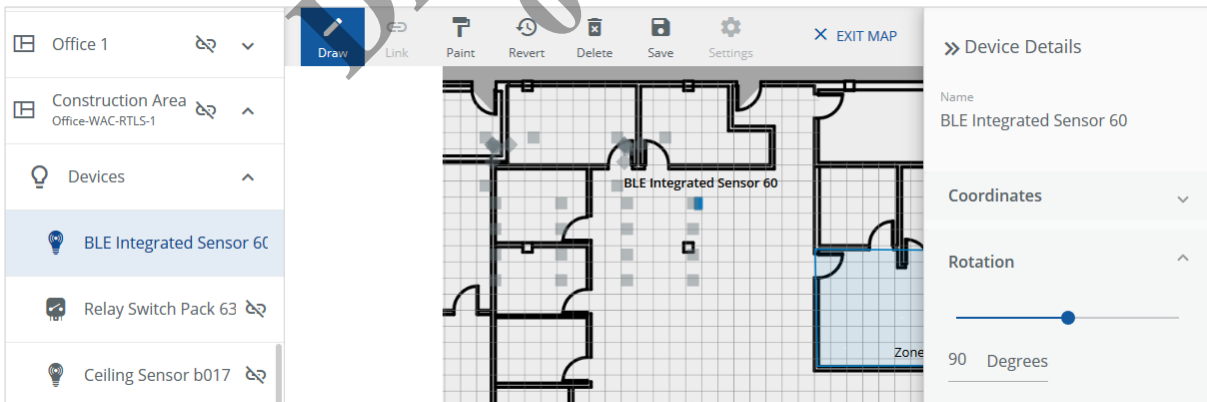 Office 1
Construction Area
Office-WAC-RTLS-1
Devices
BLE Integrated Sensor 60
Relay Switch Pack 63
Ceiling Sensor b017
Draw
Link
Paint
Revert
Delete
Save
Settings
EXIT MAP
BLE Integrated Sensor 60
Zone
Device Details
Name
BLE Integrated Sensor 60
Coordinates
Rotation
90 Degrees